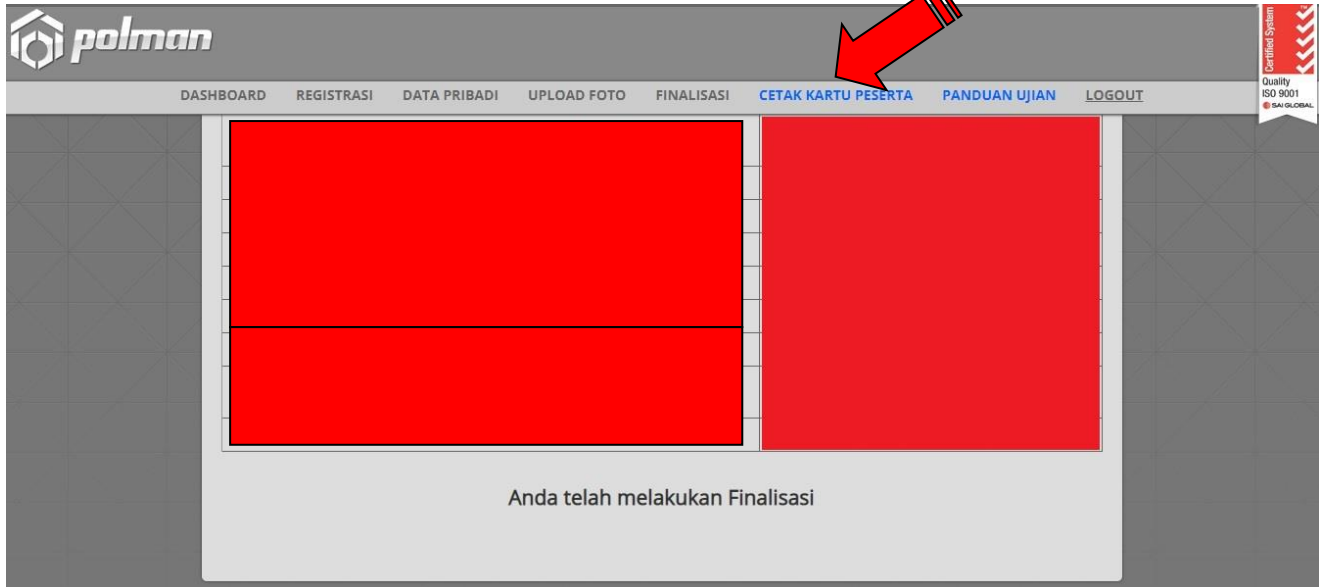 polman
Certified System
Quality
ISO 9001
SAI GLOBAL
DASHBOARD REGISTRASI DATA PRIBADI UPLOAD FOTO FINALISASI CETAK KARTU PESERTA PANDUAN UJIAN LOGOUT
Anda telah melakukan Finalisasi